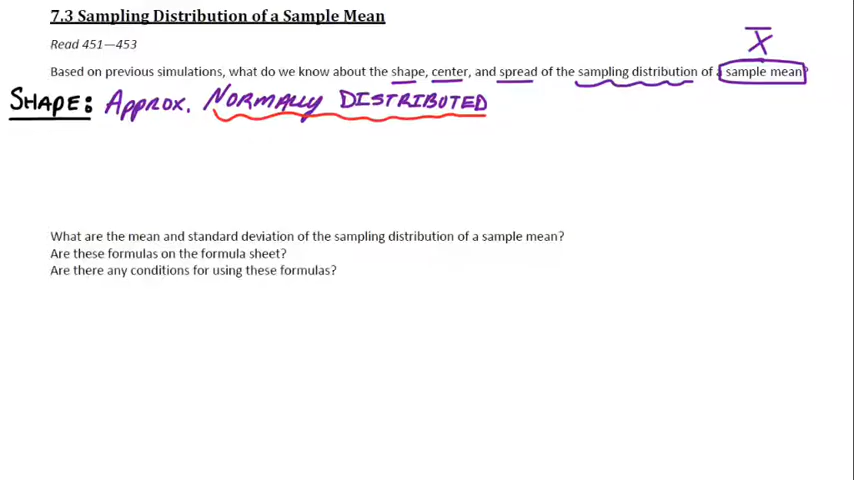 7.3 Sampling Distribution of a Sample Mean
Read 451—453
X̅
Based on previous simulations, what do we know about the shape, center, and spread of the sampling distribution of a sample mean?
SHAPE: APPROX. NORMALLY DISTRIBUTED
What are the mean and standard deviation of the sampling distribution of a sample mean?
Are these formulas on the formula sheet?
Are there any conditions for using these formulas?